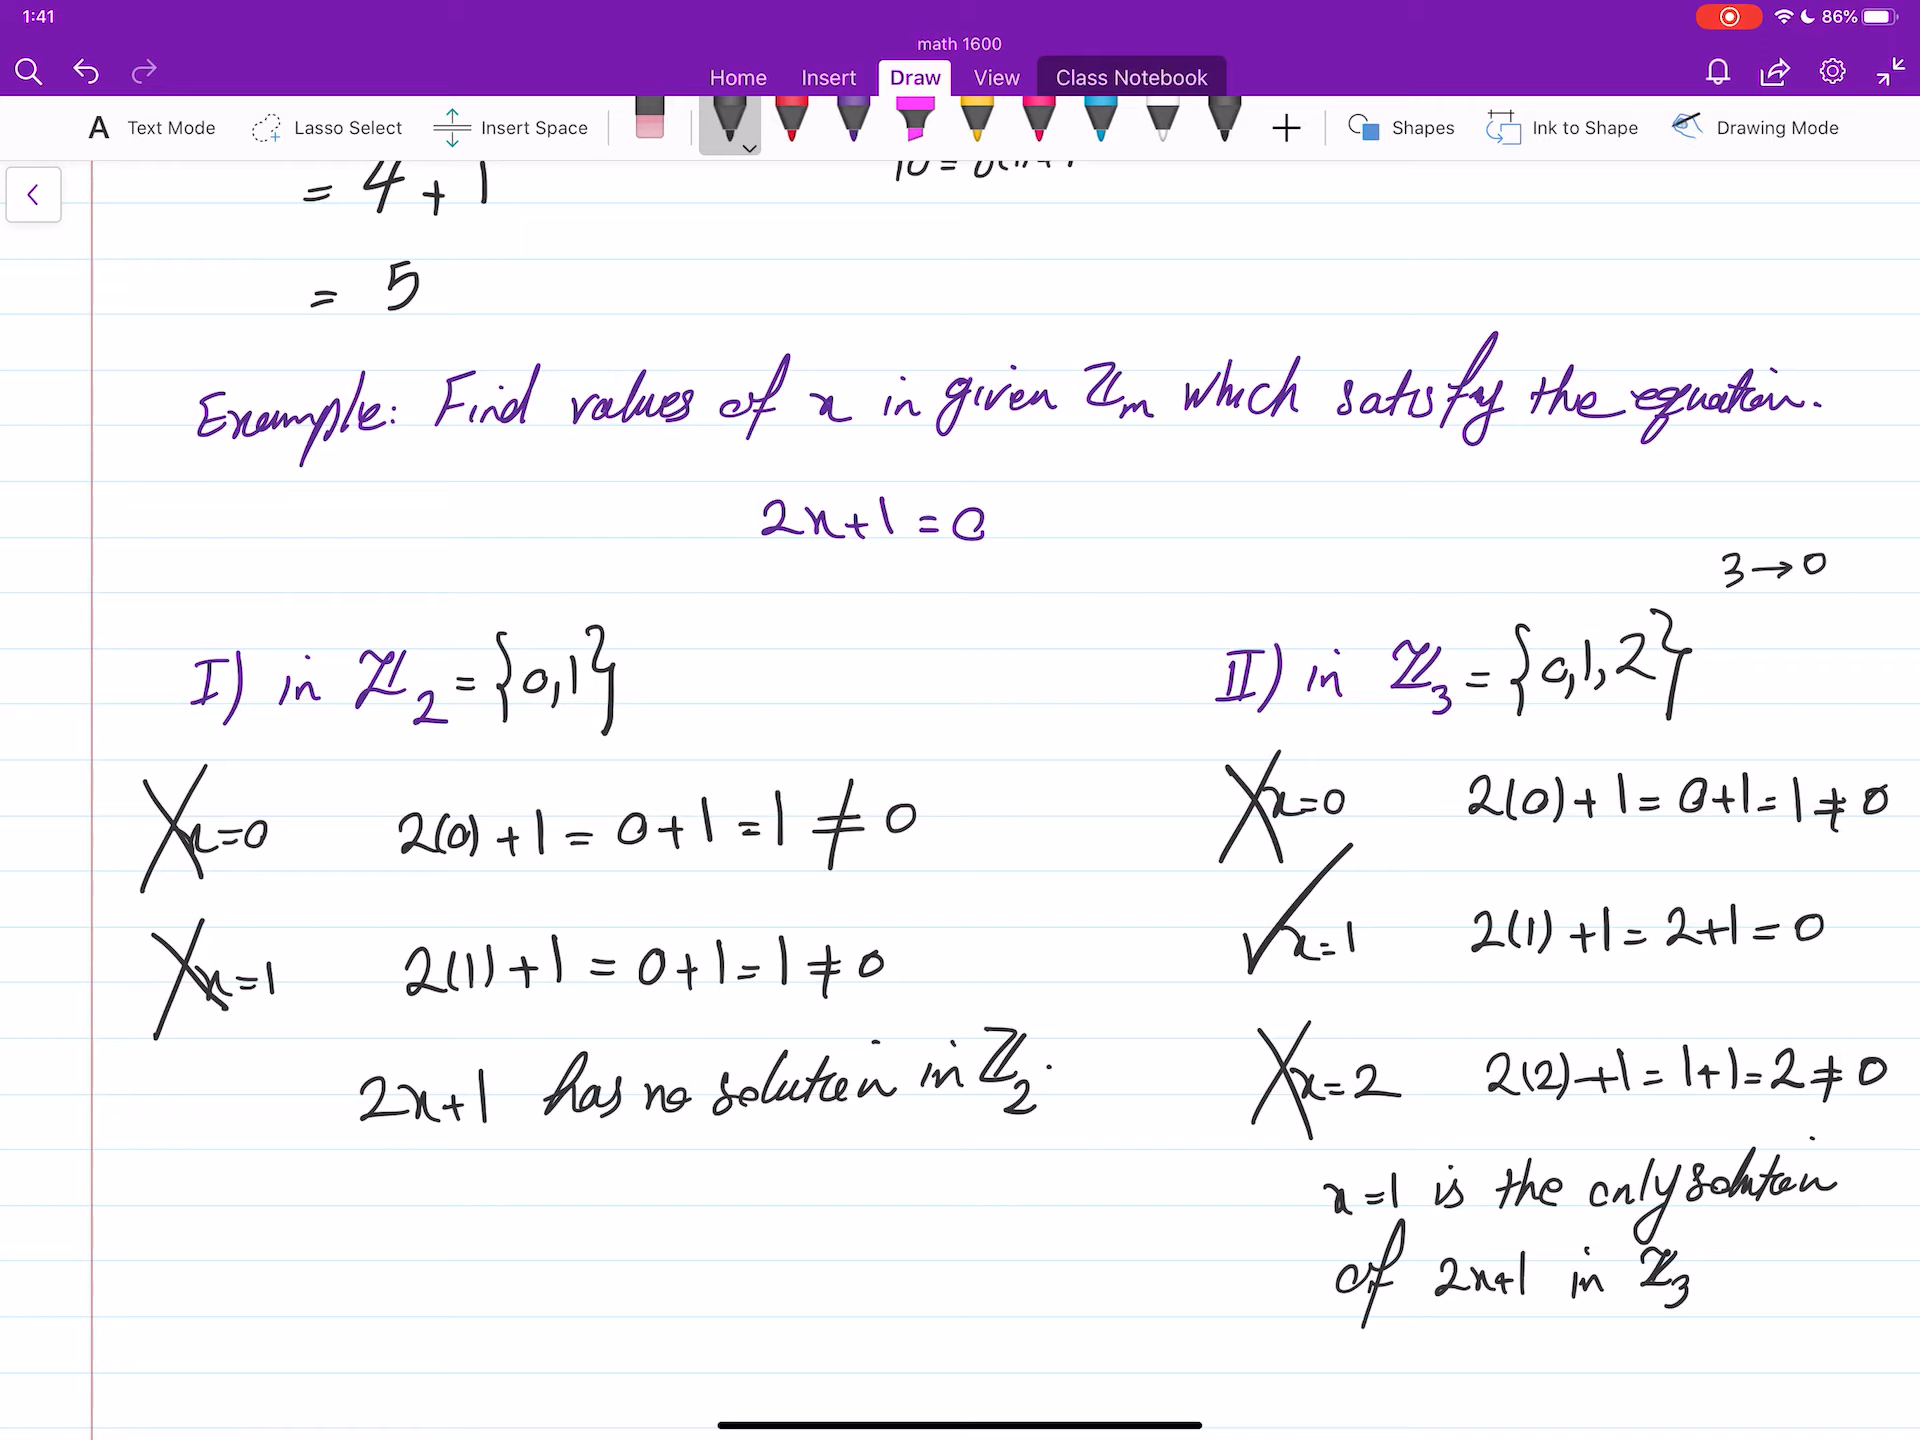 1:41
86%
math 1600
Home Insert Draw View Class Notebook
A Text Mode Lasso Select Insert Space Shapes Ink to Shape Drawing Mode
= 4 + 1
= 5
Example: Find values of x in given ℤm which satisfy the equation.
2x+1=0
3→0
I) in ℤ2 = {0,1}
x=0 2(0)+1 = 0+1=1≠0
x=1 2(1)+1 = 0+1=1≠0
2x+1 has no solution in ℤ2.
II) in ℤ3 = {0,1,2}
x=0 2(0)+1=0+1=1≠0
x=1 2(1)+1=2+1=0
x=2 2(2)+1=1+1=2≠0
x=1 is the only solution
of 2x+1 in ℤ3